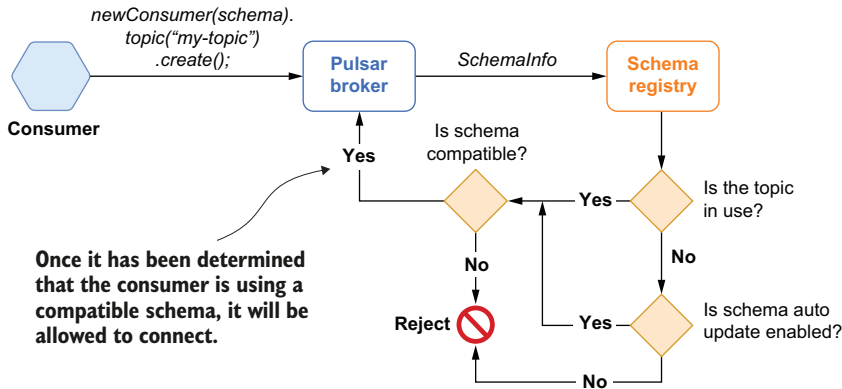 newConsumer(schema).
topic(“my-topic”)
.create();
Consumer
Pulsar
broker
SchemaInfo
Schema
registry
Is schema
compatible?
Yes
Yes
Is the topic
in use?
No
No
Once it has been determined
that the consumer is using a
compatible schema, it will be
allowed to connect.
Reject
Yes
Is schema auto
update enabled?
No